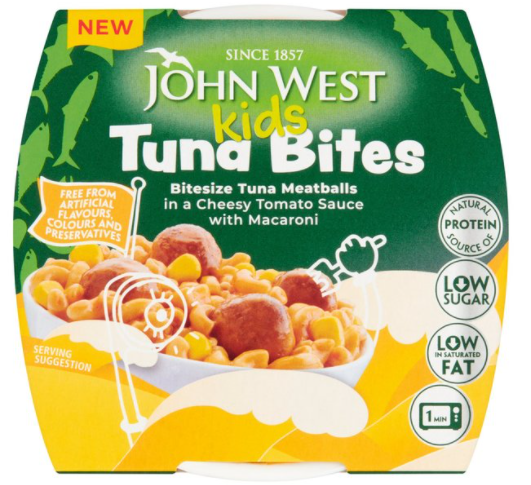 NEW
SINCE 1857
JOHN WEST
kids
Tuna Bites
Bitesize Tuna Meatballs
in a Cheesy Tomato Sauce
with Macaroni
FREE FROM
ARTIFICIAL
FLAVOURS,
COLOURS AND
PRESERVATIVES
NATURAL
PROTEIN
SOURCE OF
LOW
SUGAR
LOW
IN SATURATED
FAT
1 MIN
SERVING
SUGGESTION